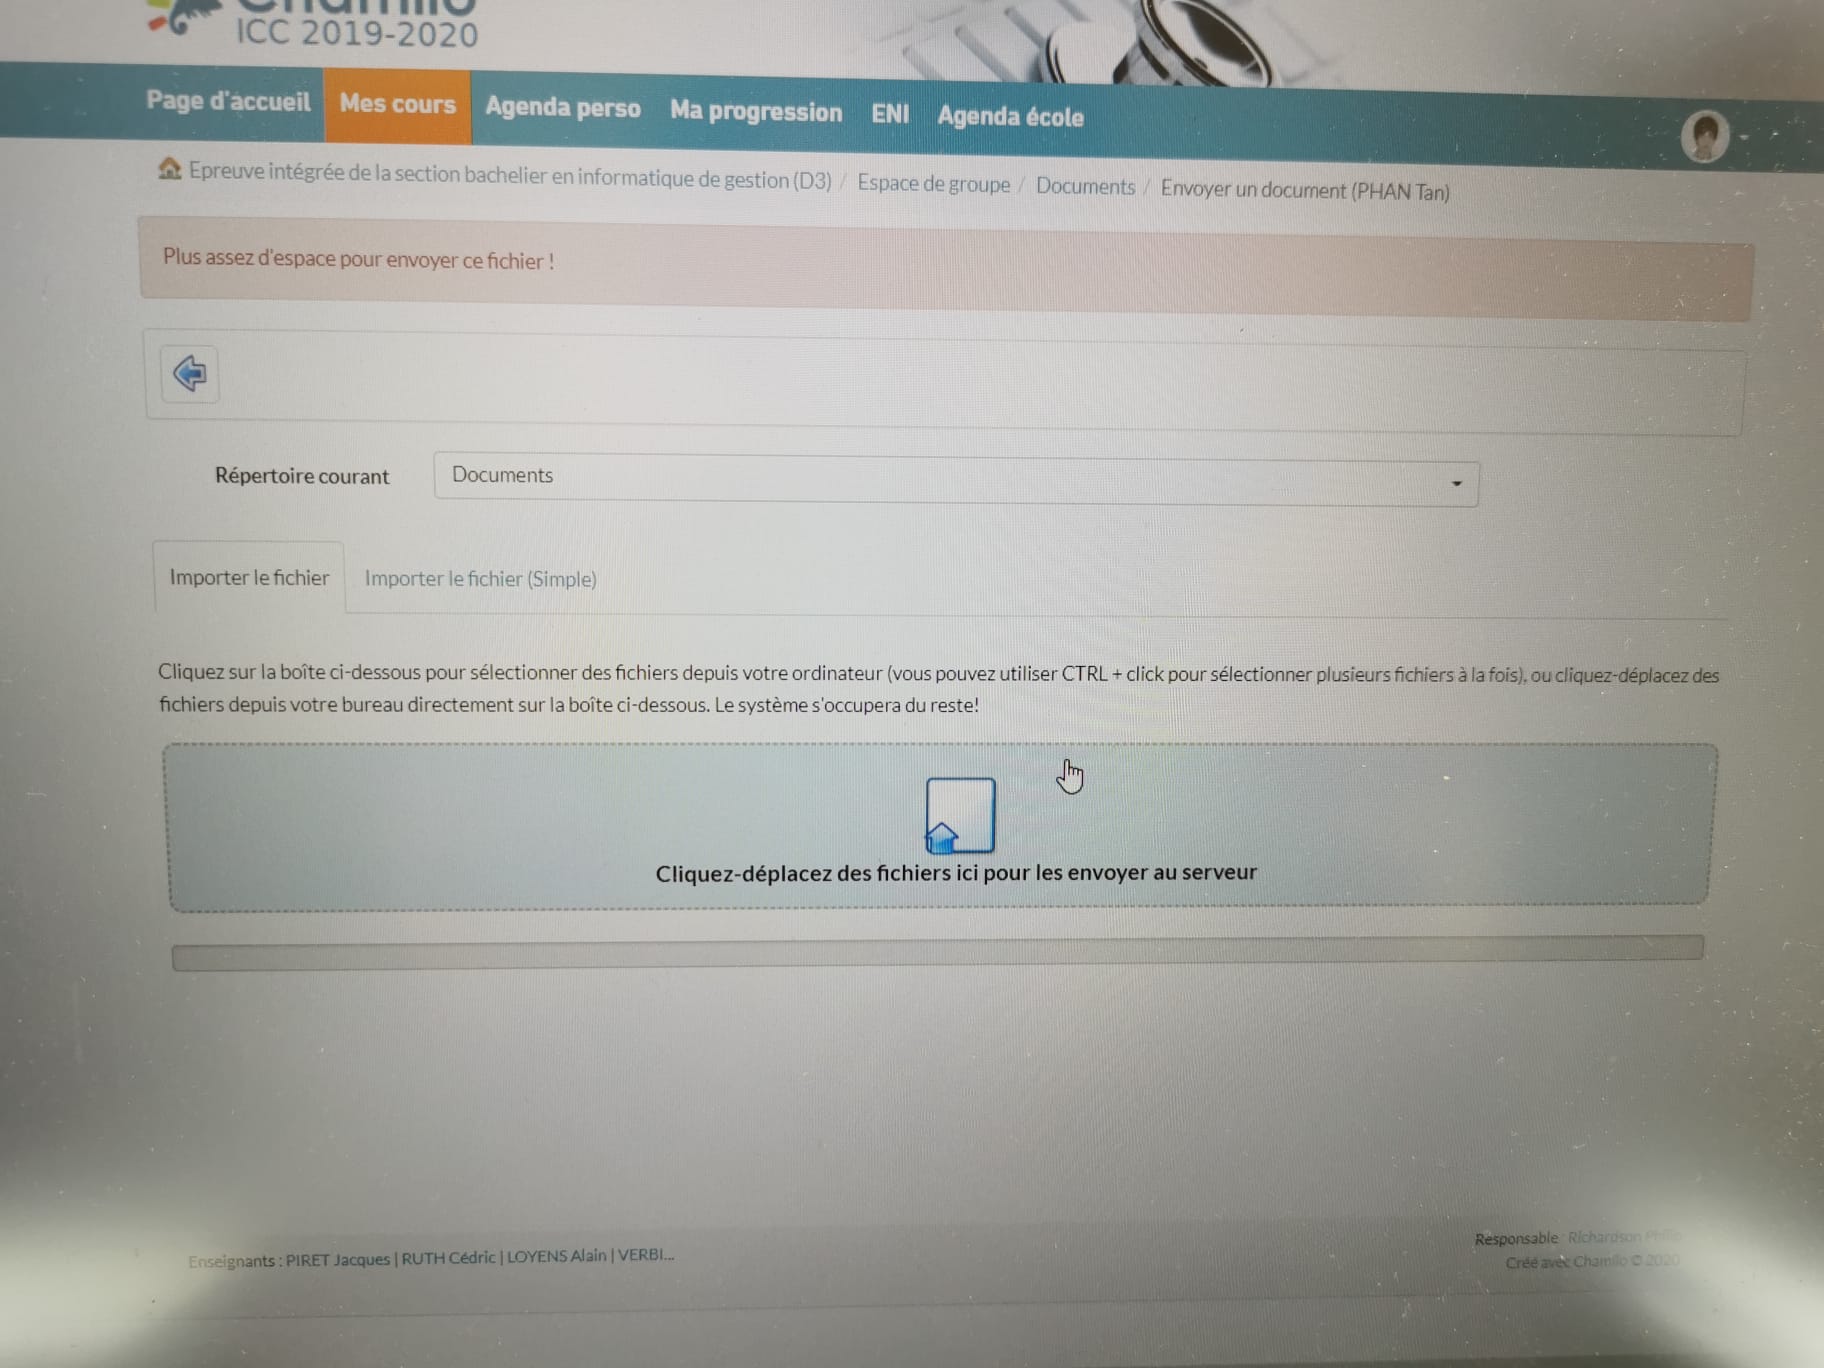 Chamilo
ICC 2019-2020
Page d'accueil Mes cours Agenda perso Ma progression ENI Agenda école
Epreuve intégrée de la section bachelier en informatique de gestion (D3) / Espace de groupe / Documents / Envoyer un document (PHAN Tan)
Plus assez d'espace pour envoyer ce fichier !
Répertoire courant Documents
Importer le fichier Importer le fichier (Simple)
Cliquez sur la boîte ci-dessous pour sélectionner des fichiers depuis votre ordinateur (vous pouvez utiliser CTRL + click pour sélectionner plusieurs fichiers à la fois), ou cliquez-déplacez des
fichiers depuis votre bureau directement sur la boîte ci-dessous. Le système s'occupera du reste!
Cliquez-déplacez des fichiers ici pour les envoyer au serveur
Enseignants : PIRET Jacques | RUTH Cédric | LOYENS Alain | VERBI...
Responsable : Richardson
Créé avec Chamilo © 2020